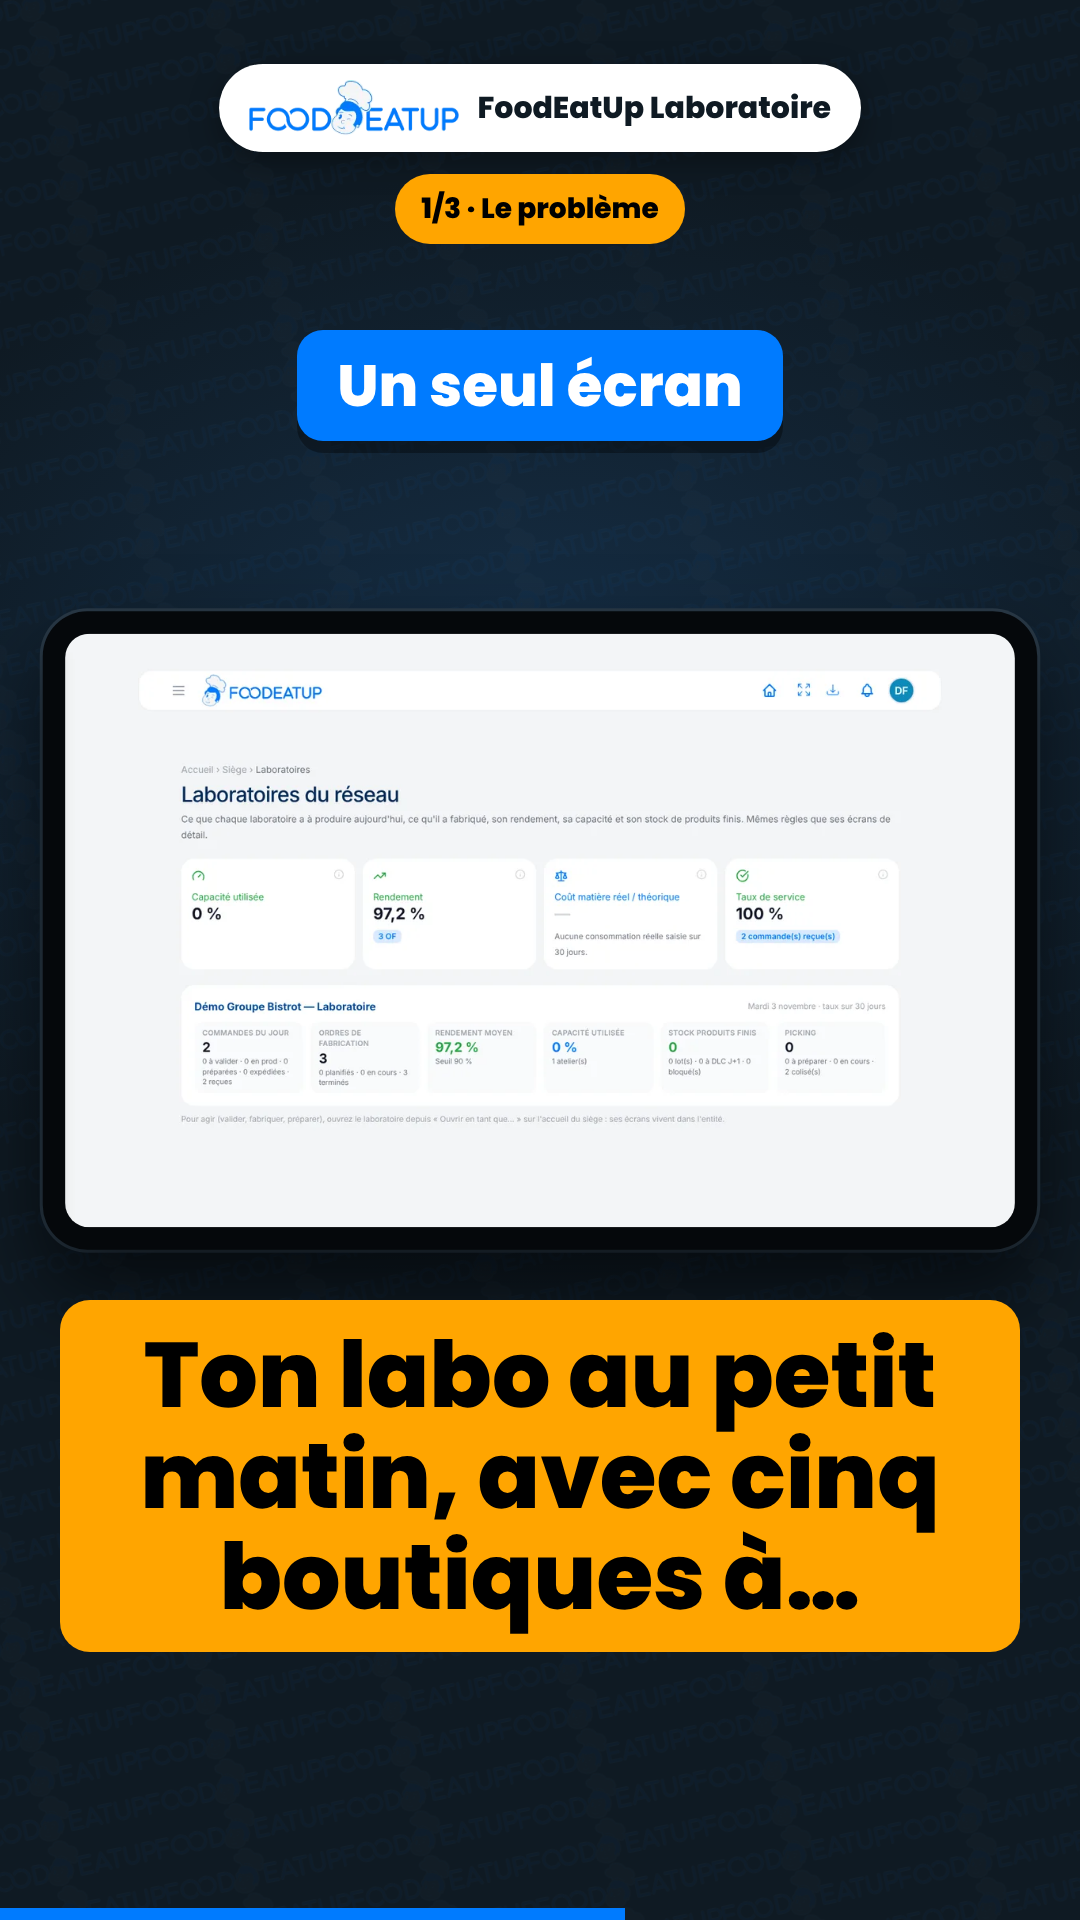 FOODEATUP FoodEatUp Laboratoire
1/3 · Le problème
Un seul écran
FOODEATUP
DF
Accueil › Siège › Laboratoires
Laboratoires du réseau
Ce que chaque laboratoire a à produire aujourd'hui, ce qu'il a fabriqué, son rendement, sa capacité et son stock de produits finis. Mêmes règles que ses écrans de
détail.
Capacité utilisée
0 %
Rendement
97,2 %
3 OF
Coût matière réel / théorique
—
Aucune consommation réelle saisie sur
30 jours.
Taux de service
100 %
2 commande(s) reçue(s)
Démo Groupe Bistrot — Laboratoire
Mardi 3 novembre · taux sur 30 jours
COMMANDES DU JOUR
2
0 à valider · 0 en prod · 0
préparées · 0 expédiées ·
2 reçues
ORDRES DE
FABRICATION
3
0 planifiés · 0 en cours · 3
terminés
RENDEMENT MOYEN
97,2 %
Seuil 90 %
CAPACITÉ UTILISÉE
0 %
1 atelier(s)
STOCK PRODUITS FINIS
0
0 lot(s) · 0 à DLC J+1 · 0
bloqué(s)
PICKING
0
0 à préparer · 0 en cours ·
2 colisé(s)
Pour agir (valider, fabriquer, préparer), ouvrez le laboratoire depuis « Ouvrir en tant que... » sur l'accueil du siège : ses écrans vivent dans l'entité.
Ton labo au petit
matin, avec cinq
boutiques à...